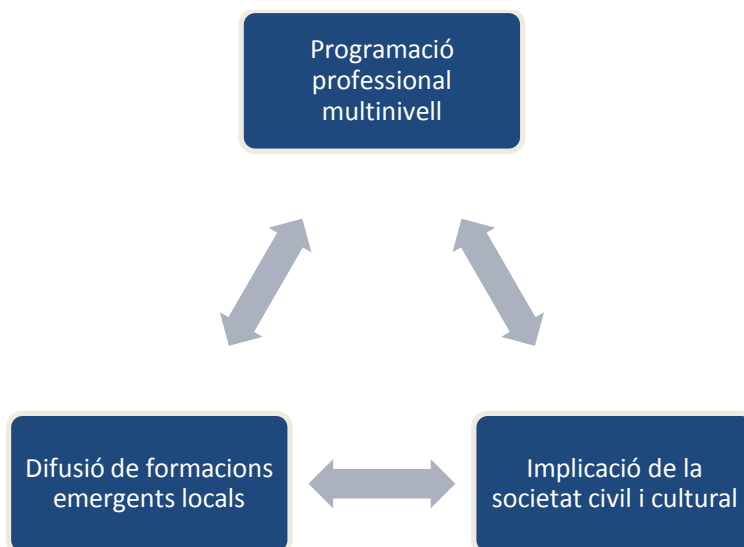 Programació
professional
multinivell
Difusió de formacions
emergents locals
Implicació de la
societat civil i cultural